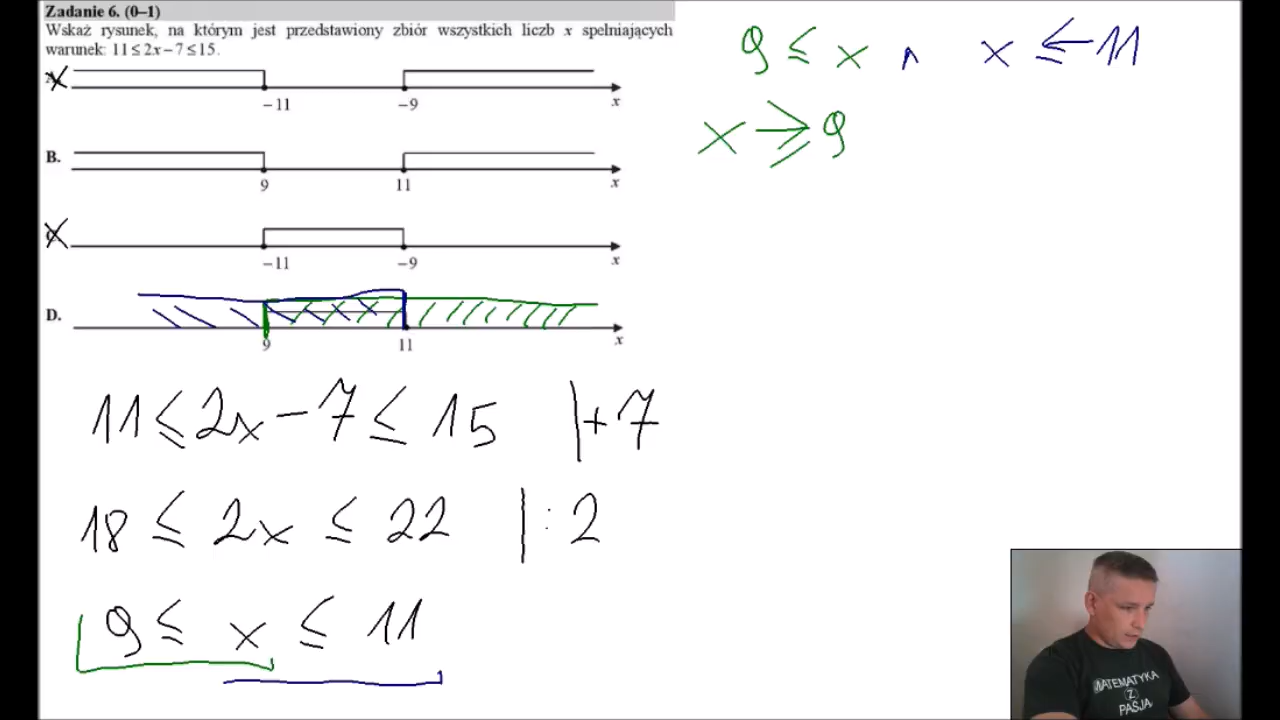 Zadanie 6. (0–1)
Wskaż rysunek, na którym jest przedstawiony zbiór wszystkich liczb x spełniających
warunek: 11 ≤ 2x − 7 ≤ 15.
−11 −9 x
B.
9 11 x
−11 −9 x
D.
9 11 x
11 ≤ 2x − 7 ≤ 15 |+7
18 ≤ 2x ≤ 22 |:2
9 ≤ x ≤ 11
9 ≤ x ∧ x ≤ 11
x ≥ 9
MATEMATYKA
Z
PASJĄ